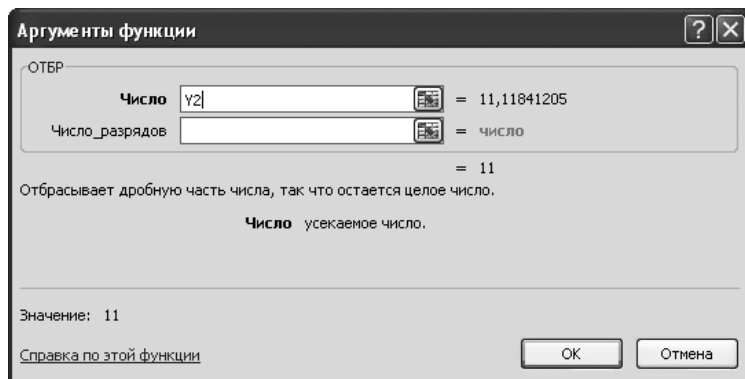 Аргументы функции
ОТБР
Число Y2 = 11,11841205
Число_разрядов = число
= 11
Отбрасывает дробную часть числа, так что остается целое число.
Число усекаемое число.
Значение: 11
Справка по этой функции OK Отмена